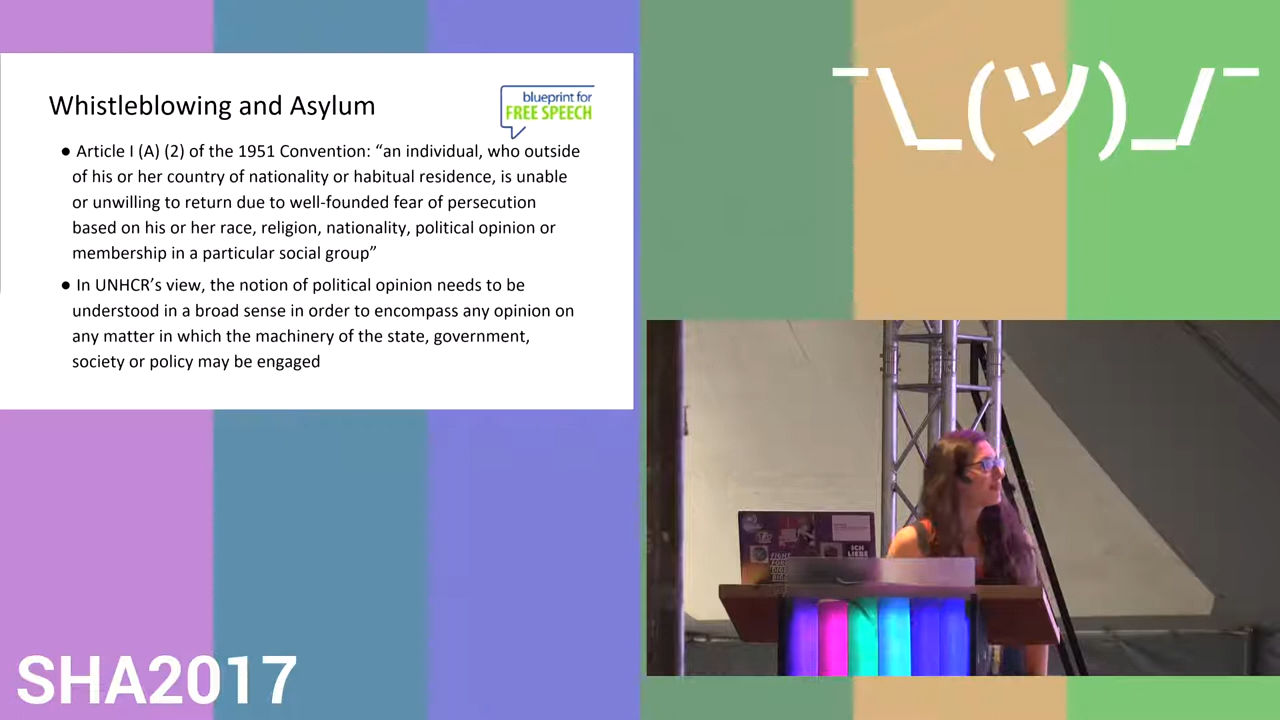 Whistleblowing and Asylum
blueprint for
FREE SPEECH
● Article I (A) (2) of the 1951 Convention: “an individual, who outside
of his or her country of nationality or habitual residence, is unable
or unwilling to return due to well-founded fear of persecution
based on his or her race, religion, nationality, political opinion or
membership in a particular social group”
● In UNHCR’s view, the notion of political opinion needs to be
understood in a broad sense in order to encompass any opinion on
any matter in which the machinery of the state, government,
society or policy may be engaged
¯\_(ツ)_/¯
ICH
LIEBE
FIGHT
FOR
SHA2017